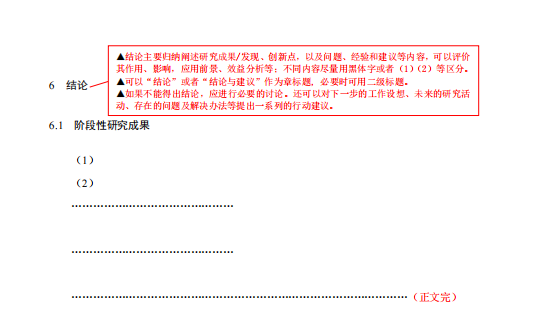 ▲结论主要归纳阐述研究成果/发现、创新点，以及问题、经验和建议等内容，可以评价
其作用、影响，应用前景、效益分析等；不同内容尽量用黑体字或者（1）（2）等区分。
▲可以“结论”或者“结论与建议”作为章标题，必要时可用二级标题。
▲如果不能得出结论，应进行必要的讨论。还可以对下一步的工作设想、未来的研究活
动、存在的问题及解决办法等提出一系列的行动建议。
6 结论
6.1 阶段性研究成果
（1）
（2）
………………………………………
………………………………………
……………………………………………………………………………（正文完）